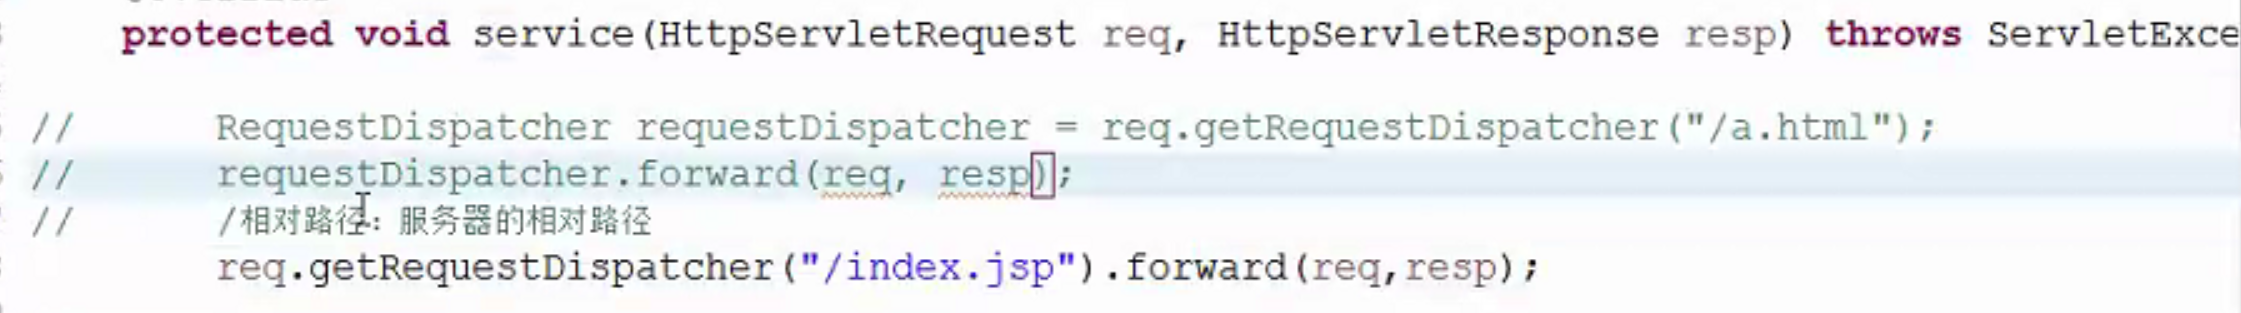 protected void service(HttpServletRequest req, HttpServletResponse resp) throws ServletExce
// RequestDispatcher requestDispatcher = req.getRequestDispatcher("/a.html");
// requestDispatcher.forward(req, resp);
// /相对路径：服务器的相对路径
req.getRequestDispatcher("/index.jsp").forward(req,resp);